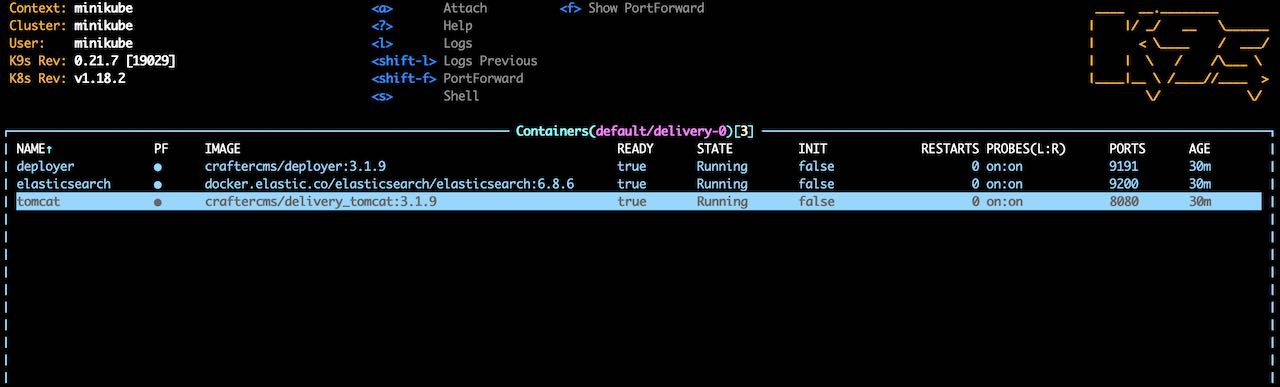 Context: minikube <a> Attach <f> Show PortForward
Cluster: minikube <?> Help
User: minikube <l> Logs
K9s Rev: 0.21.7 [19029] <shift-l> Logs Previous
K8s Rev: v1.18.2 <shift-f> PortForward
<s> Shell
Containers(default/delivery-0)[3]
NAME↑ PF IMAGE READY STATE INIT RESTARTS PROBES(L:R) PORTS AGE
deployer ● craftercms/deployer:3.1.9 true Running false 0 on:on 9191 30m
elasticsearch ● docker.elastic.co/elasticsearch/elasticsearch:6.8.6 true Running false 0 on:on 9200 30m
tomcat ● craftercms/delivery_tomcat:3.1.9 true Running false 0 on:on 8080 30m